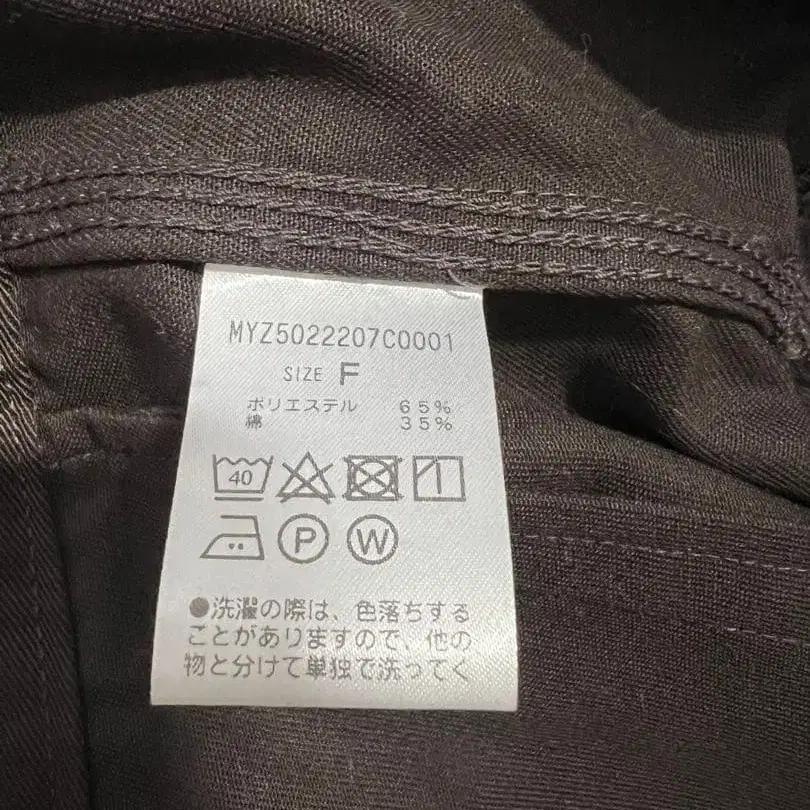 MYZ5022207C0001
SIZE F
ポリエステル 65%
綿 35%
40
P W
●洗濯の際は、色落ちする
ことがありますので、他の
物と分けて単独で洗ってく